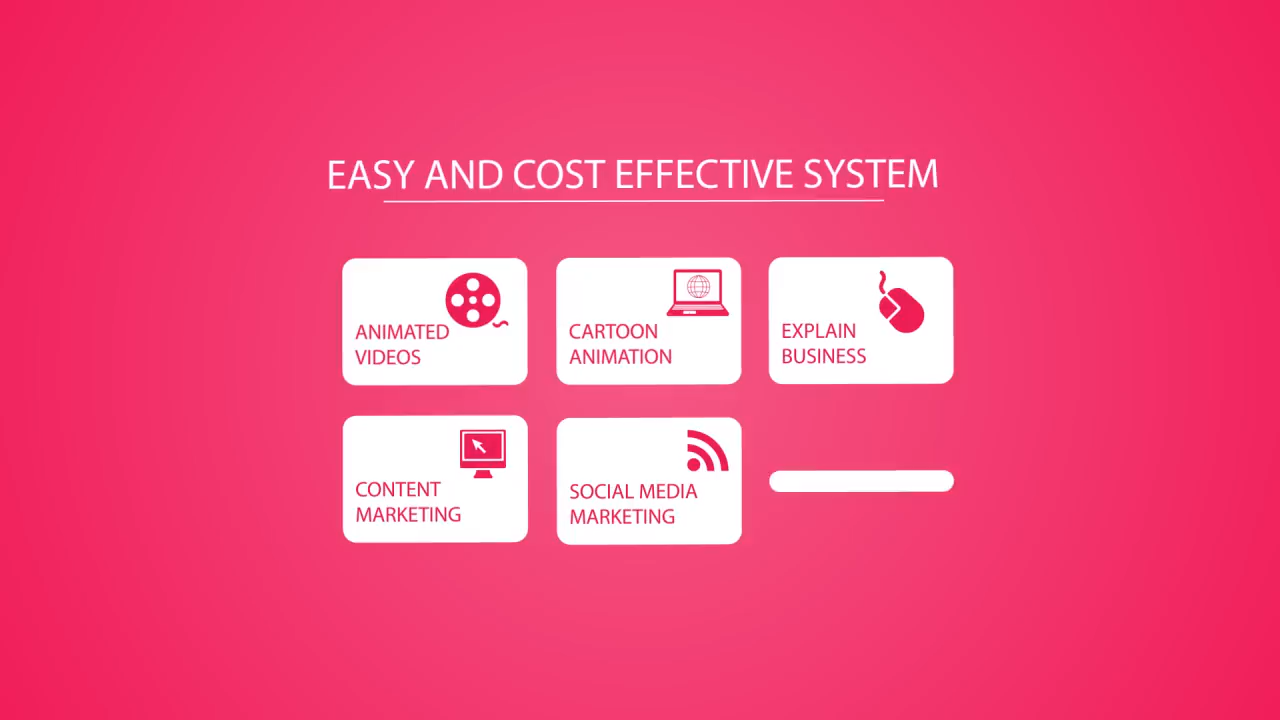 EASY AND COST EFFECTIVE SYSTEM
ANIMATED
VIDEOS
CARTOON
ANIMATION
EXPLAIN
BUSINESS
CONTENT
MARKETING
SOCIAL MEDIA
MARKETING